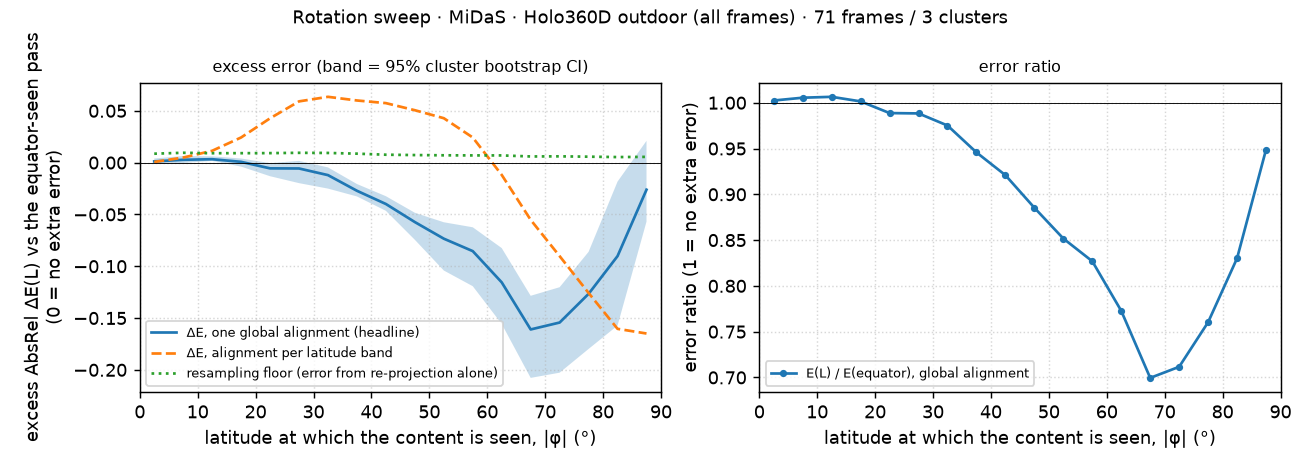 Rotation sweep · MiDaS · Holo360D outdoor (all frames) · 71 frames / 3 clusters
excess error (band = 95% cluster bootstrap CI)
excess AbsRel ΔE(L) vs the equator-seen pass
(0 = no extra error)
0.05
0.00
−0.05
−0.10
−0.15
−0.20
ΔE, one global alignment (headline)
ΔE, alignment per latitude band
resampling floor (error from re-projection alone)
0 10 20 30 40 50 60 70 80 90
latitude at which the content is seen, |φ| (°)
error ratio
error ratio (1 = no extra error)
1.00
0.95
0.90
0.85
0.80
0.75
0.70
E(L) / E(equator), global alignment
0 10 20 30 40 50 60 70 80 90
latitude at which the content is seen, |φ| (°)